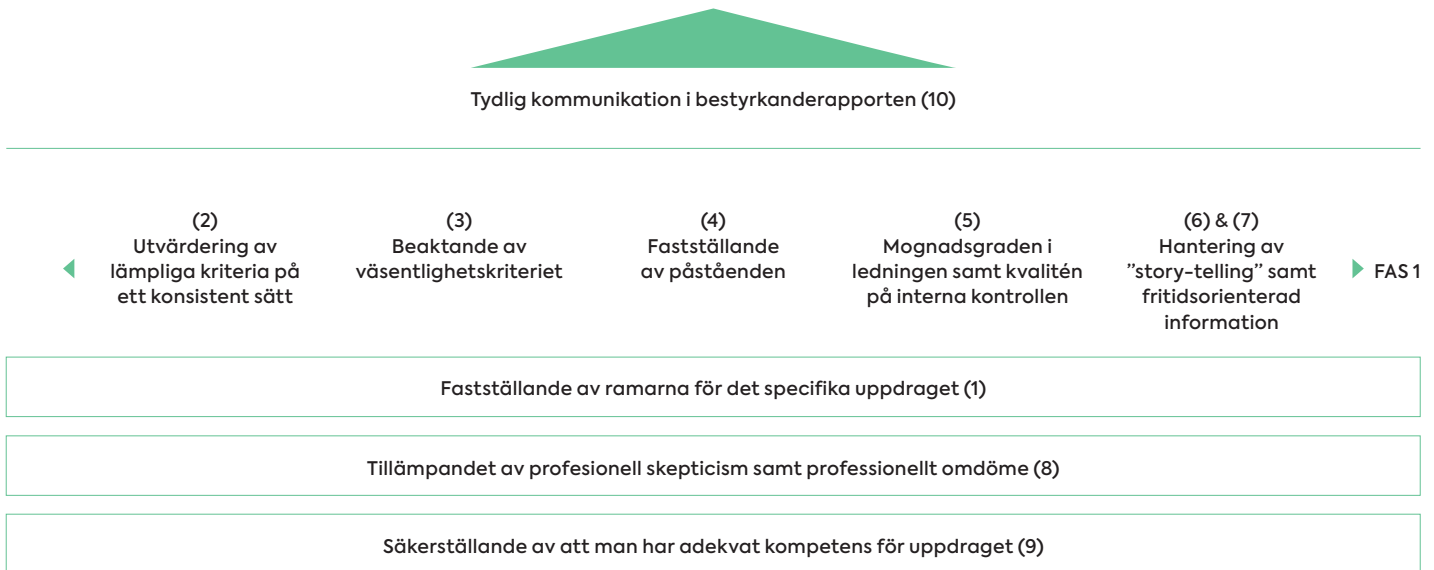 Tydlig kommunikation i bestyrkanderapporten (10)
(2)
Utvärdering av
lämpliga kriteria på
ett konsistent sätt
(3)
Beaktande av
väsentlighetskriteriet
(4)
Fastställande
av påståenden
(5)
Mognadsgraden i
ledningen samt kvalitén
på interna kontrollen
(6) & (7)
Hantering av
”story-telling” samt
fritidsorienterad
information
FAS 1
Fastställande av ramarna för det specifika uppdraget (1)
Tillämpandet av profesionell skepticism samt professionellt omdöme (8)
Säkerställande av att man har adekvat kompetens för uppdraget (9)